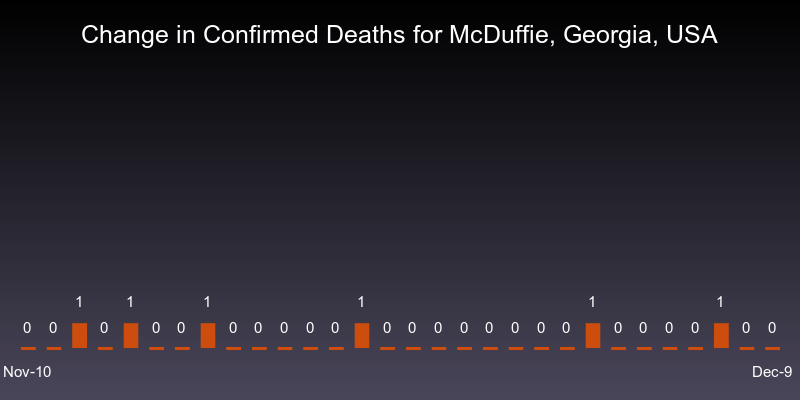 Change in Confirmed Deaths for McDuffie, Georgia, USA
1 1 1 1 1 1
0 0 0 0 0 0 0 0 0 0 0 0 0 0 0 0 0 0 0 0 0 0 0 0
Nov-10 Dec-9